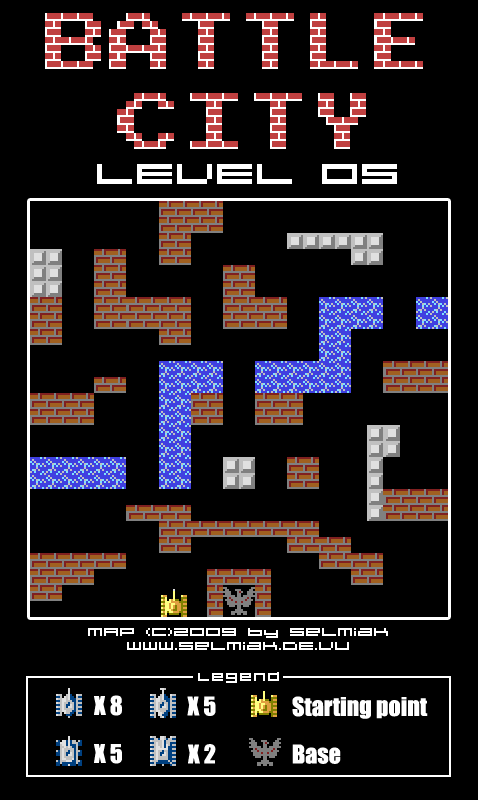 BATTLE
CITY
LEVEL 05
MAP (C)2009 by SELMIAK
WWW.SELMIAK.DE.VU
Legend
X 8 X 5 Starting point
X 5 X 2 Base